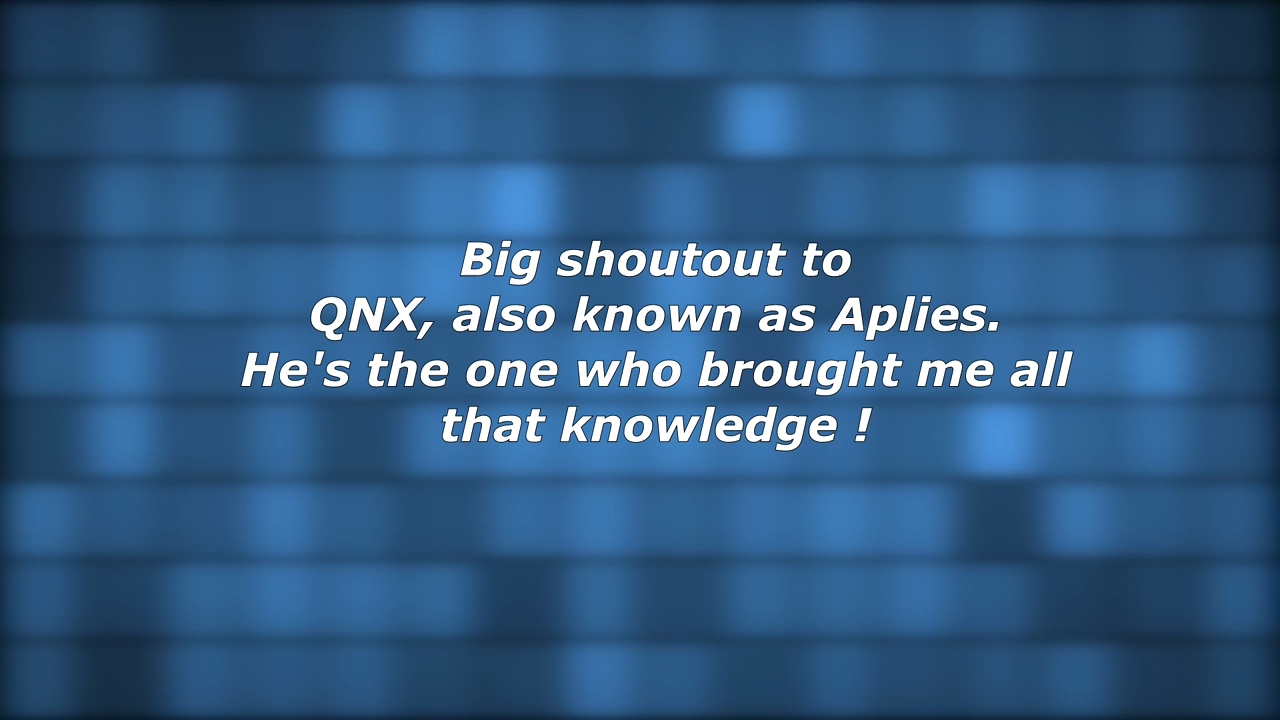 Big shoutout to
QNX, also known as Aplies.
He's the one who brought me all
that knowledge !